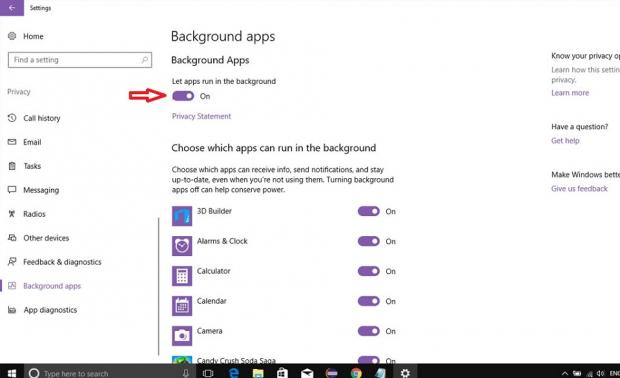 Settings
Home
Find a setting
Privacy
Call history
Email
Tasks
Messaging
Radios
Other devices
Feedback & diagnostics
Background apps
App diagnostics
Background apps
Background Apps
Let apps run in the background
On
Privacy Statement
Choose which apps can run in the background
Choose which apps can receive info, send notifications, and stay
up-to-date, even when you're not using them. Turning background
apps off can help conserve power.
3D Builder On
Alarms & Clock On
Calculator On
Calendar On
Camera On
Candy Crush Soda Saga On
Know your privacy op
Learn how this settin
privacy.
Learn more
Have a question?
Get help
Make Windows bette
Give us feedback
Type here to search
ENG